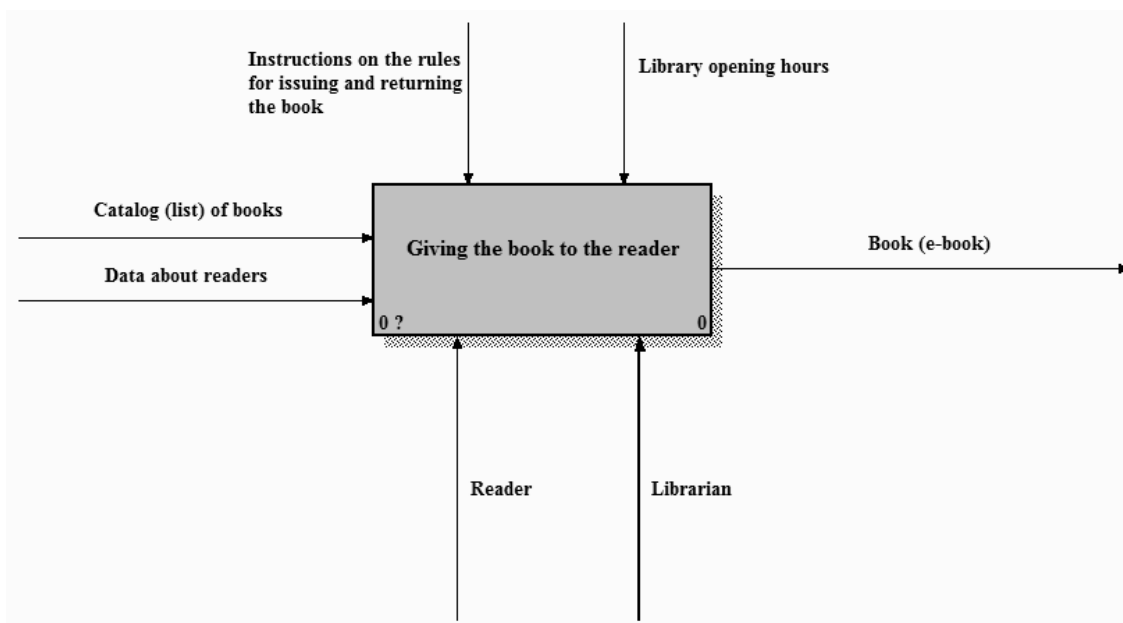 Instructions on the rules
for issuing and returning
the book
Library opening hours
Catalog (list) of books
Data about readers
Giving the book to the reader
0 ?
0
Book (e-book)
Reader
Librarian